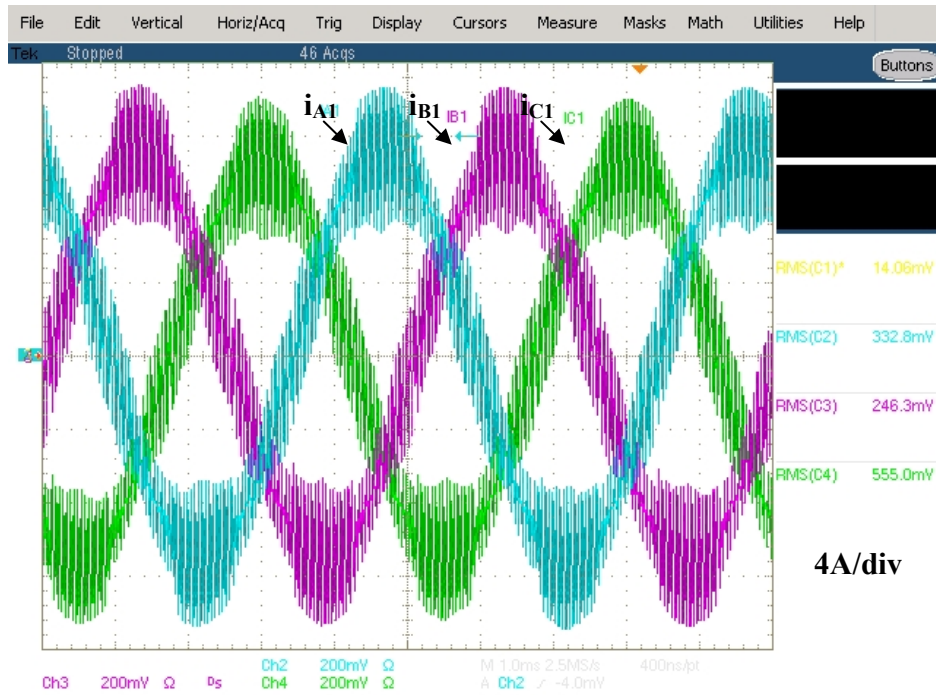 File Edit Vertical Horiz/Acq Trig Display Cursors Measure Masks Math Utilities Help
Tek Stopped 46 Acqs
Buttons
iA1 iB1 IB1 iC1 IC1
RMS(C1)* 14.06mV
RMS(C2) 332.8mV
RMS(C3) 246.3mV
RMS(C4) 555.0mV
4A/div
Ch2 200mV Ω M 1.0ms 2.5MS/s 400ns/pt
Ch3 200mV Ω Ds Ch4 200mV Ω A Ch2 / -4.0mV